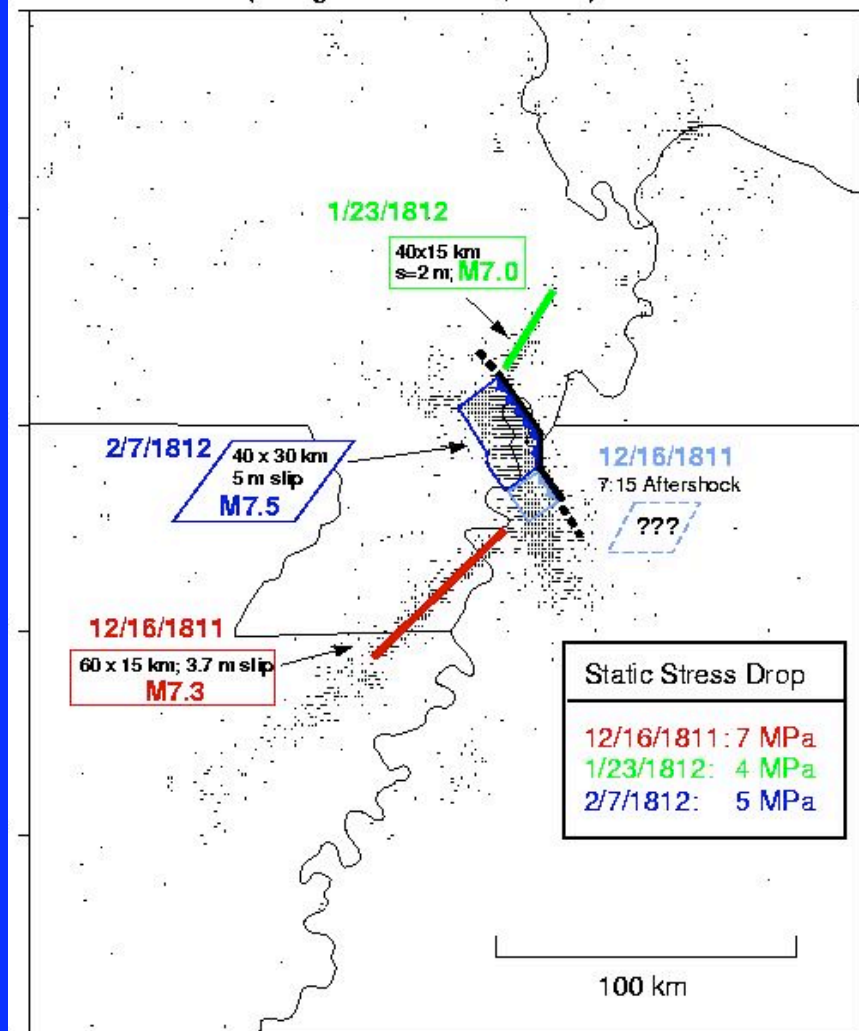 1/23/1812
40x15 km
s=2 m; M7.0
2/7/1812
40 x 30 km
5 m slip
M7.5
12/16/1811
7:15 Aftershock
???
12/16/1811
60 x 15 km; 3.7 m slip
M7.3
Static Stress Drop
12/16/1811: 7 MPa
1/23/1812: 4 MPa
2/7/1812: 5 MPa
100 km